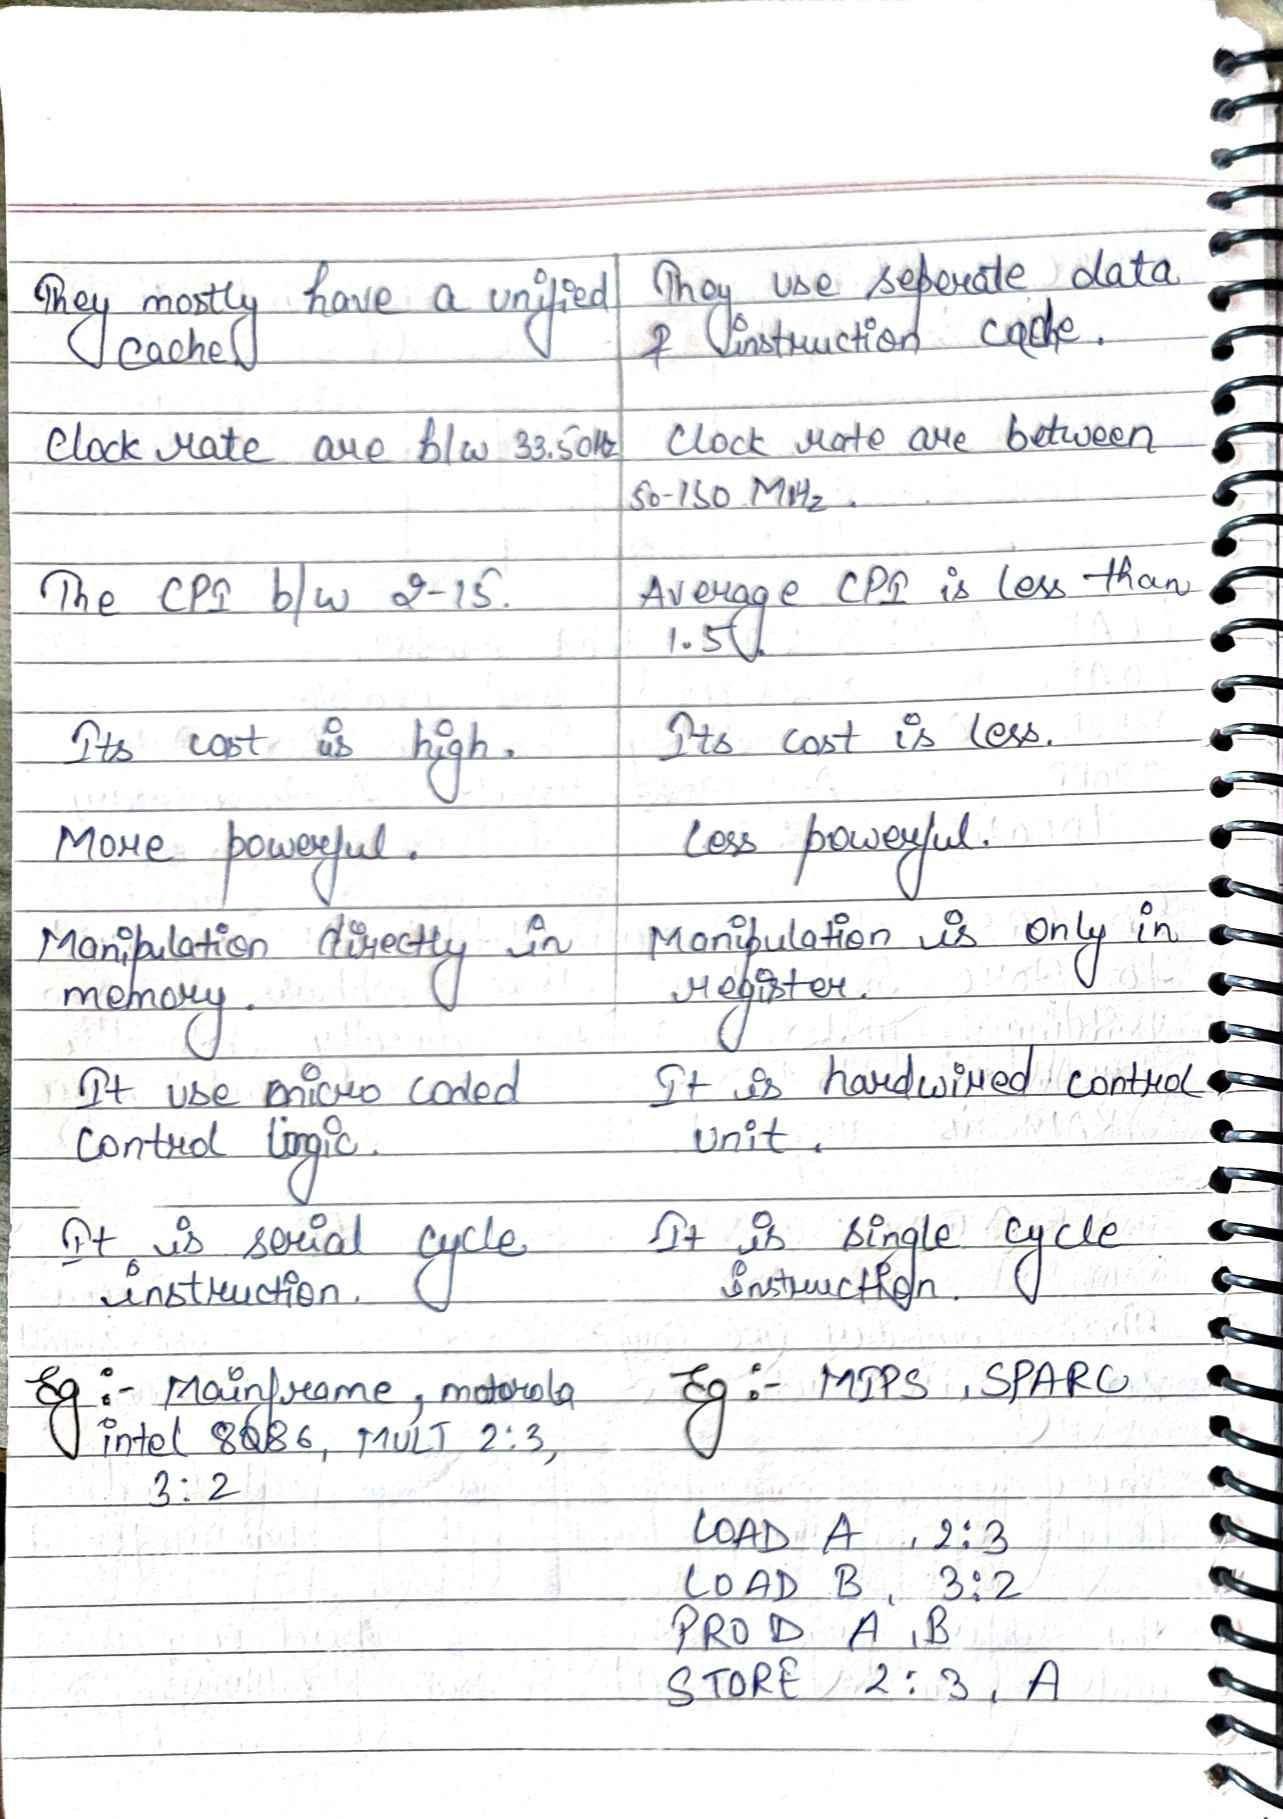 They mostly have a unified
cache
They use seperate data
& instruction cache.
Clock rate are b/w 33.50Hz
Clock rate are between
50-150 MHz.
The CPI b/w 2-15.
Average CPI is less than
1.5.
Its cost is high.
Its cost is less.
More powerful.
Less powerful.
Manipulation directly in
memory.
Manipulation is only in
register.
It use micro coded
control logic.
It is hardwired control
unit.
It is serial cycle
instruction.
It is single cycle
instruction.
Eg:- Mainframe, motorola
intel 8086, MULT 2:3,
3:2
Eg:- MIPS, SPARC
LOAD A, 2:3
LOAD B, 3:2
PROD A, B
STORE 2:3, A